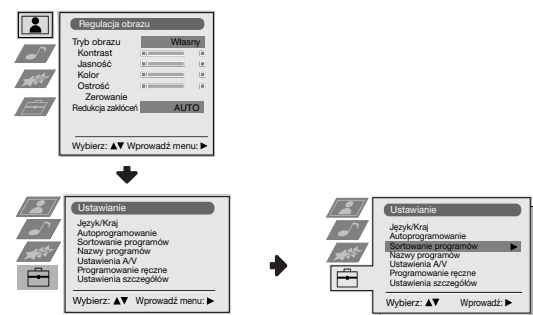 Regulacja obrazu
Tryb obrazu Własny
Kontrast
Jasność
Kolor
Ostrość
Zerowanie
Redukcja zakłóceń AUTO
Wybierz: ▲▼ Wprowadź menu: ▶
Ustawianie
Język/Kraj
Autoprogramowanie
Sortowanie programów
Nazwy programów
Ustawienia A/V
Programowanie ręczne
Ustawienia szczegółów
Wybierz: ▲▼ Wprowadź menu: ▶
Ustawianie
Język/Kraj
Autoprogramowanie
Sortowanie programów ▶
Nazwy programów
Ustawienia A/V
Programowanie ręczne
Ustawienia szczegółów
Wybierz: ▲▼ Wprowadź: ▶